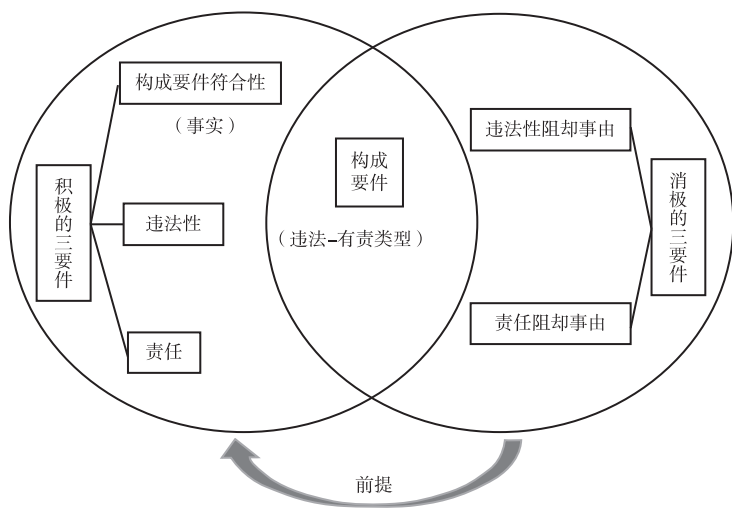 构成要件符合性
（事实）
积极的三要件
违法性
责任
构成
要件
（违法–有责类型）
违法性阻却事由
消极的三要件
责任阻却事由
前提